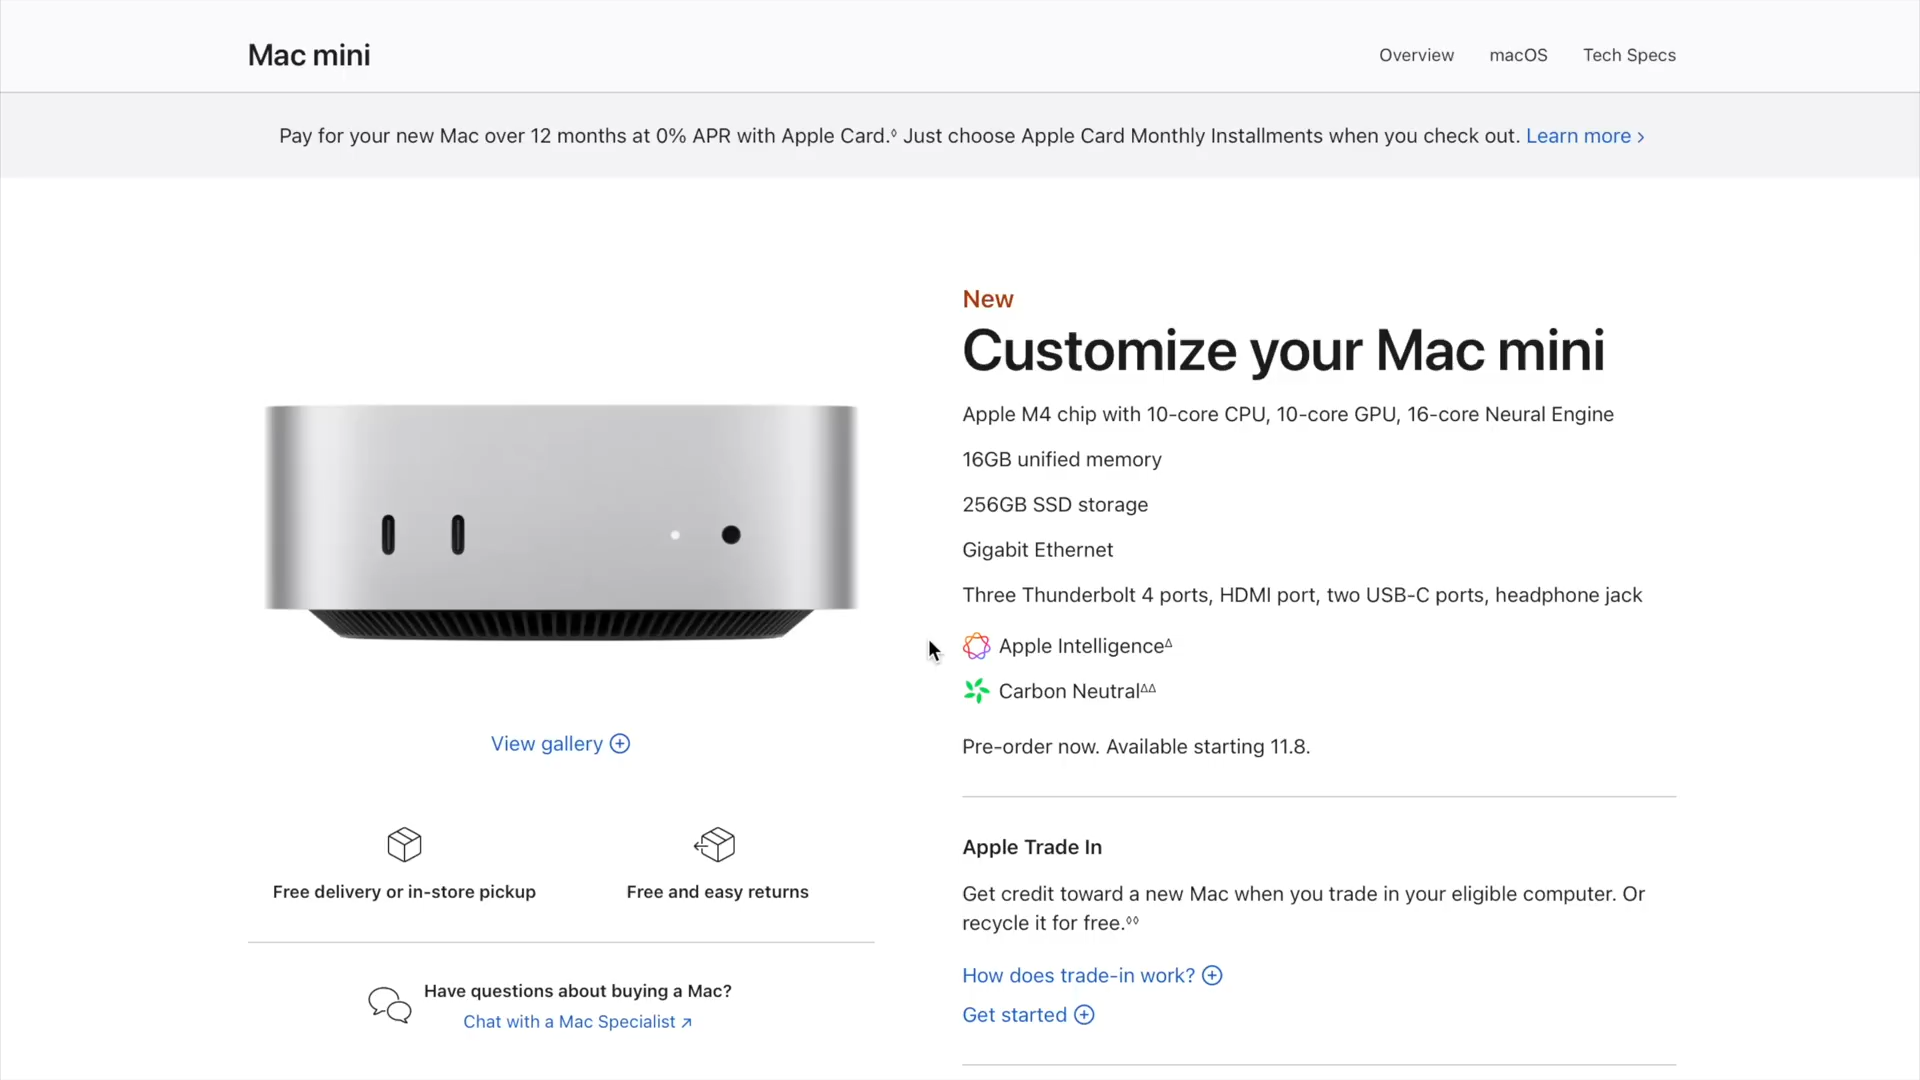 Mac mini
Overview
macOS
Tech Specs
Pay for your new Mac over 12 months at 0% APR with Apple Card.◊ Just choose Apple Card Monthly Installments when you check out. Learn more >
New
Customize your Mac mini
Apple M4 chip with 10-core CPU, 10-core GPU, 16-core Neural Engine
16GB unified memory
256GB SSD storage
Gigabit Ethernet
Three Thunderbolt 4 ports, HDMI port, two USB-C ports, headphone jack
Apple Intelligence∆
Carbon Neutral∆∆
Pre-order now. Available starting 11.8.
View gallery
Free delivery or in-store pickup
Free and easy returns
Have questions about buying a Mac?
Chat with a Mac Specialist ↗
Apple Trade In
Get credit toward a new Mac when you trade in your eligible computer. Or
recycle it for free.◊◊
How does trade-in work?
Get started